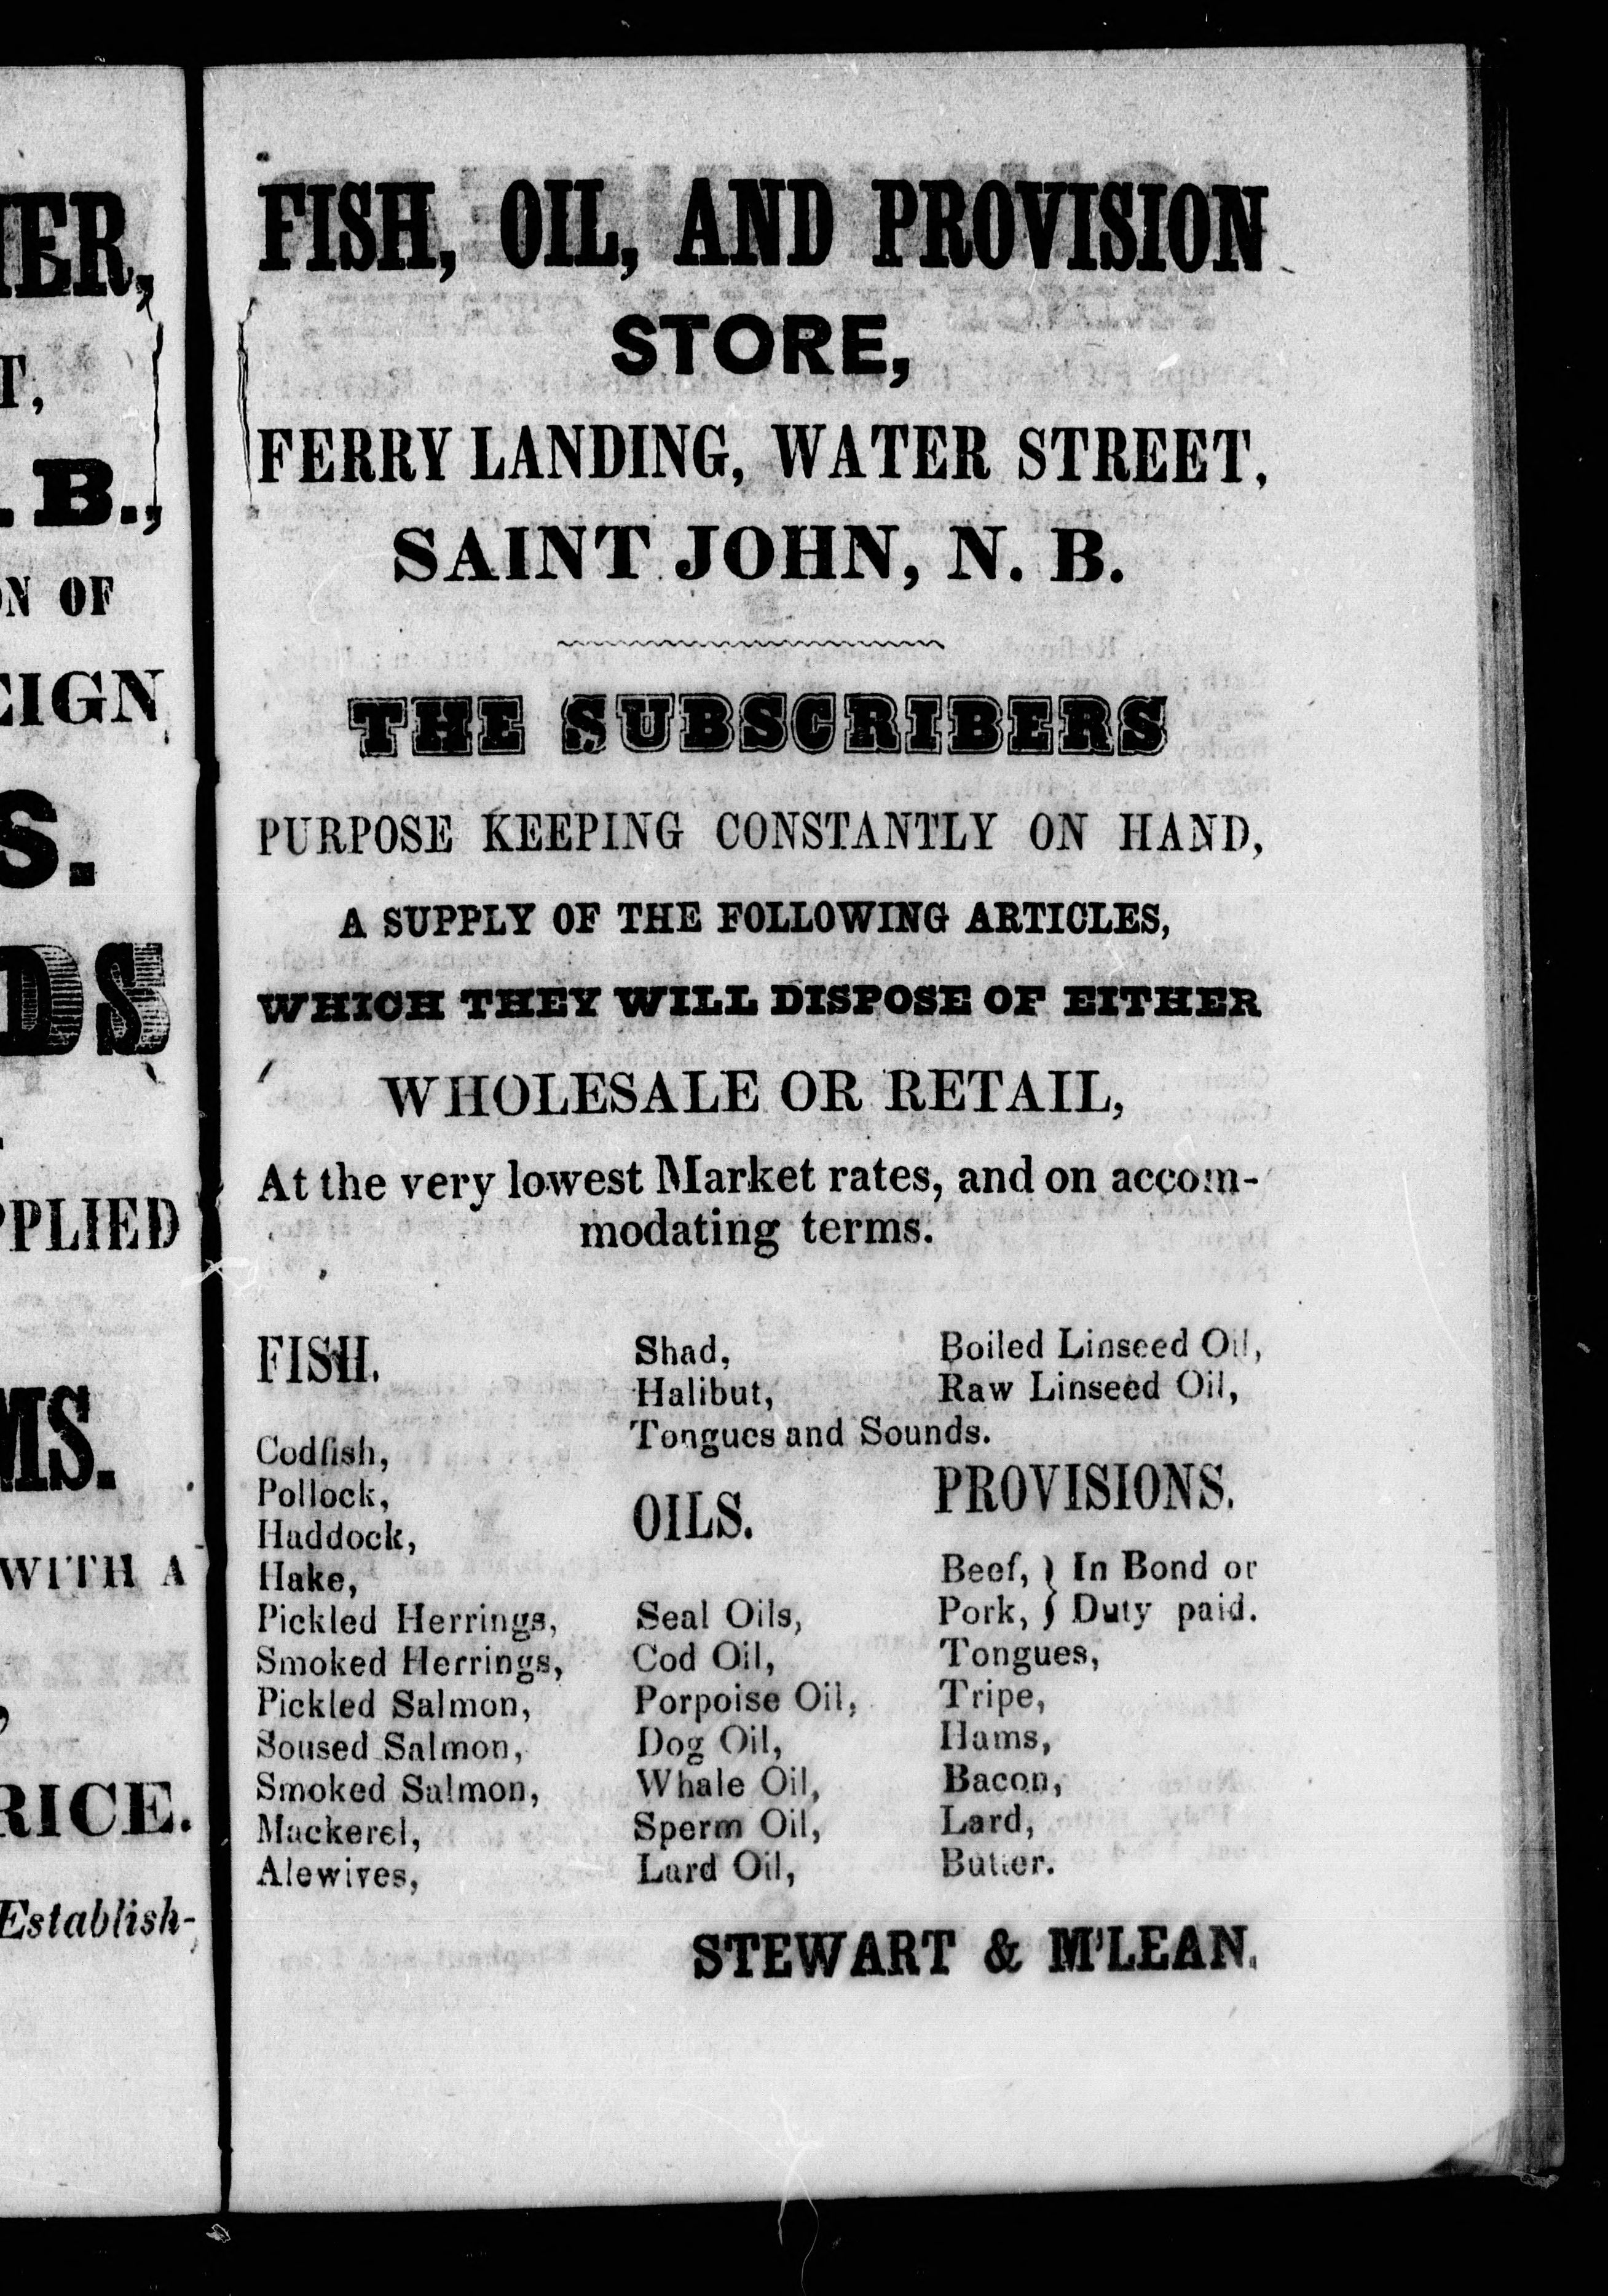 FISH, OIL, AND PROVISION
STORE,
FERRY LANDING, WATER STREET,
SAINT JOHN, N. B.
THE SUBSCRIBERS
PURPOSE KEEPING CONSTANTLY ON HAND,
A SUPPLY OF THE FOLLOWING ARTICLES,
WHICH THEY WILL DISPOSE OF EITHER
WHOLESALE OR RETAIL,
At the very lowest Market rates, and on accom-
modating terms.
FISH.
Codfish,
Pollock,
Haddock,
Hake,
Pickled Herrings,
Smoked Herrings,
Pickled Salmon,
Soused Salmon,
Smoked Salmon,
Mackerel,
Alewives,
Shad,
Halibut,
Tongues and Sounds.
OILS.
Seal Oils,
Cod Oil,
Porpoise Oil,
Dog Oil,
Whale Oil,
Sperm Oil,
Lard Oil,
Boiled Linseed Oil,
Raw Linseed Oil,
PROVISIONS.
Beef, } In Bond or
Pork, } Duty paid.
Tongues,
Tripe,
Hams,
Bacon,
Lard,
Butter.
STEWART & M'LEAN.
B.,
OF
EIGN
S.
DS
PPLIED
MS.
WITH A
RICE.
Establish-